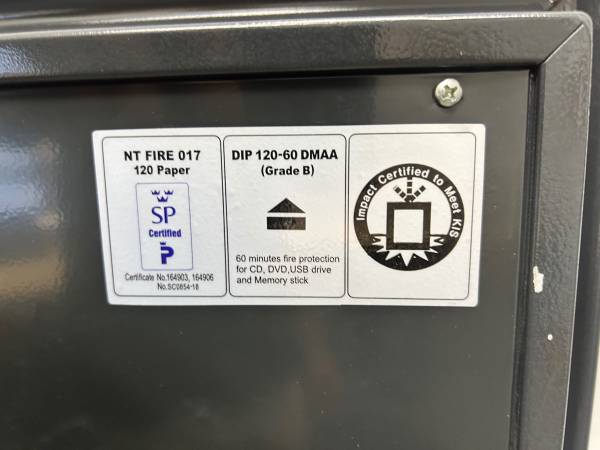 NT FIRE 017
120 Paper
SP
Certified
P
Certificate No.164903, 164906
No.SC0854-18
DIP 120-60 DMAA
(Grade B)
60 minutes fire protection
for CD, DVD,USB drive
and Memory stick
Impact Certified to Meet KIS